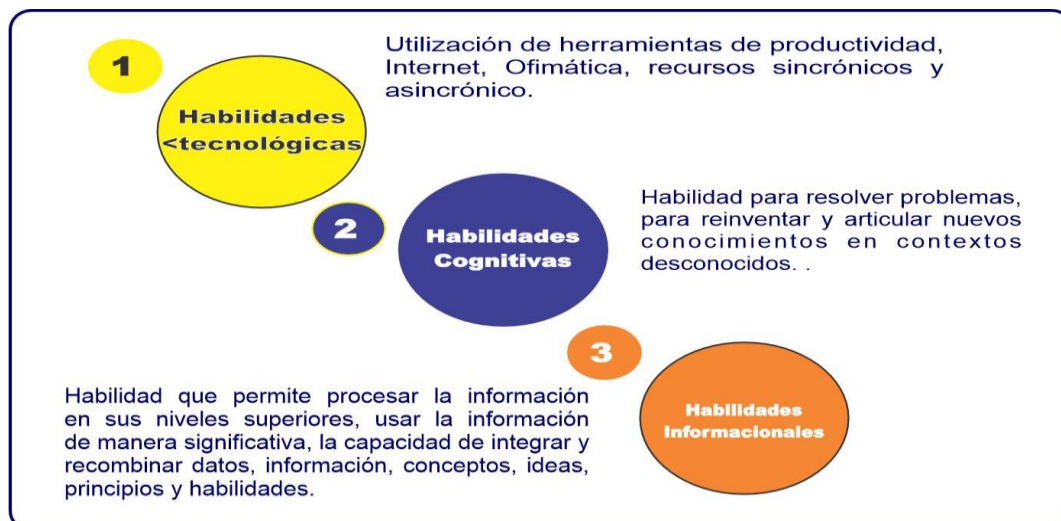 1
Habilidades
<tecnológicas
Utilización de herramientas de productividad,
Internet, Ofimática, recursos sincrónicos y
asincrónico.
2
Habilidades
Cognitivas
Habilidad para resolver problemas,
para reinventar y articular nuevos
conocimientos en contextos
desconocidos. .
3
Habilidades
Informacionales
Habilidad que permite procesar la información
en sus niveles superiores, usar la información
de manera significativa, la capacidad de integrar y
recombinar datos, información, conceptos, ideas,
principios y habilidades.